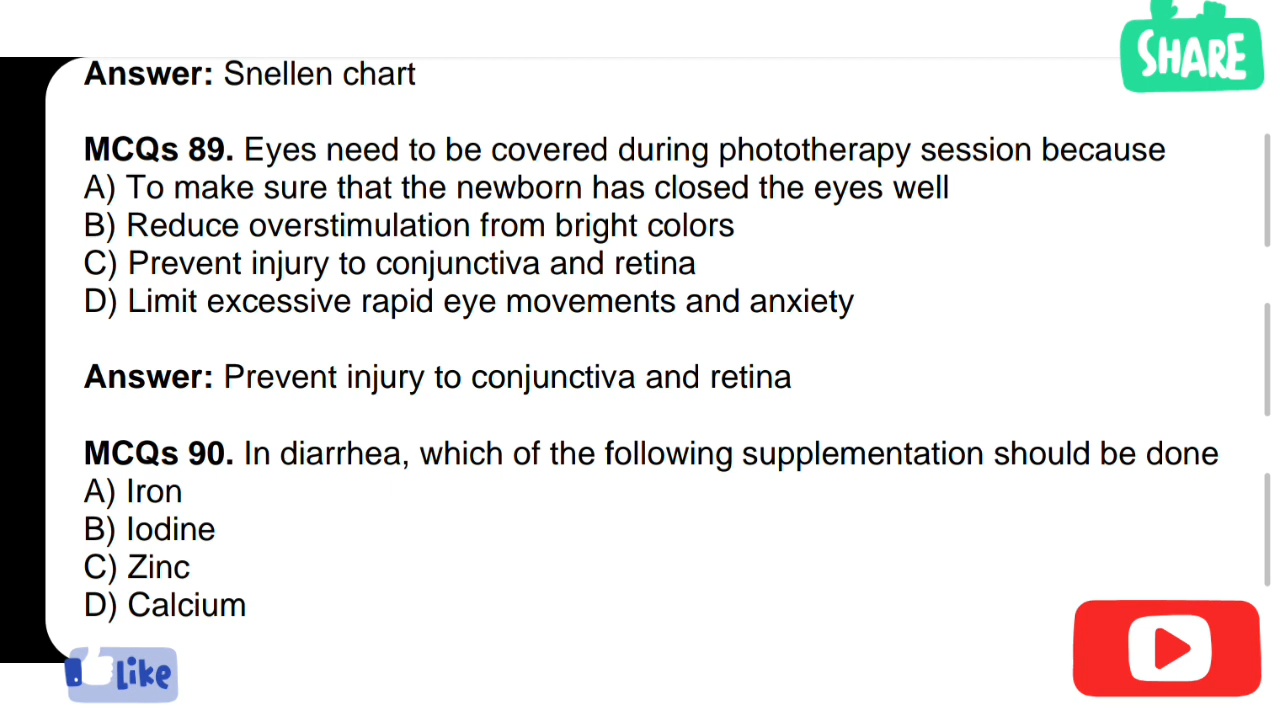 SHARE
Answer: Snellen chart
MCQs 89. Eyes need to be covered during phototherapy session because
A) To make sure that the newborn has closed the eyes well
B) Reduce overstimulation from bright colors
C) Prevent injury to conjunctiva and retina
D) Limit excessive rapid eye movements and anxiety
Answer: Prevent injury to conjunctiva and retina
MCQs 90. In diarrhea, which of the following supplementation should be done
A) Iron
B) Iodine
C) Zinc
D) Calcium
like